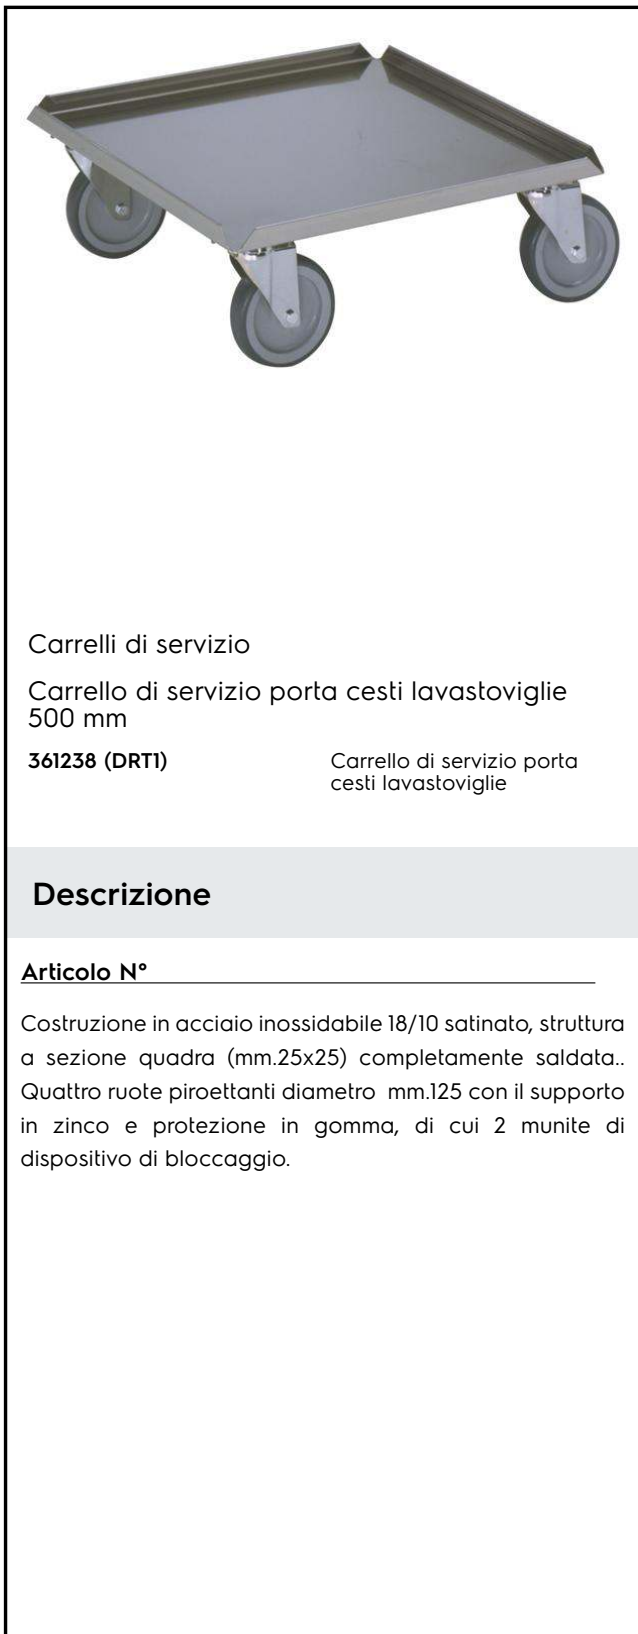 Carrelli di servizio
Carrello di servizio porta cesti lavastoviglie
500 mm
361238 (DRT1)
Carrello di servizio porta
cesti lavastoviglie
Descrizione
Articolo N°
Costruzione in acciaio inossidabile 18/10 satinato, struttura
a sezione quadra (mm.25x25) completamente saldata..
Quattro ruote piroettanti diametro mm.125 con il supporto
in zinco e protezione in gomma, di cui 2 munite di
dispositivo di bloccaggio.